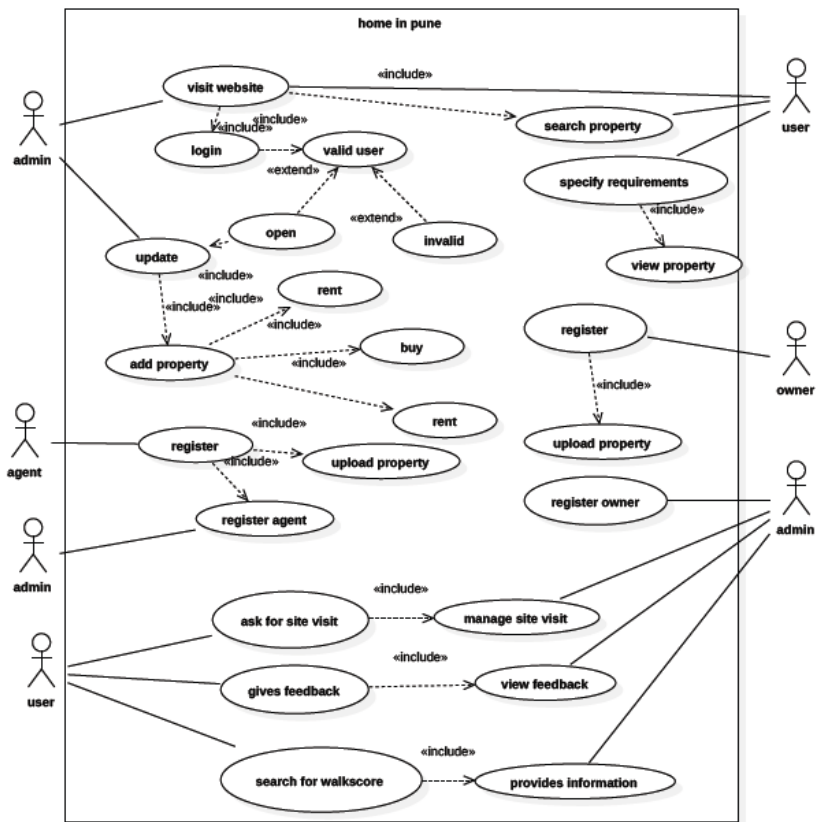 home in pune
«include»
visit website
admin
user
«include»
«include»
search property
login
valid user
«extend»
specify requirements
«include»
«extend»
open
invalid
update
view property
«include»
rent
«include»
«include»
«include»
register
buy
«include»
add property
owner
«include»
rent
register
«include»
upload property
agent
«include»
upload property
register owner
register agent
admin
admin
«include»
ask for site visit
manage site visit
«include»
gives feedback
view feedback
user
«include»
search for walkscore
provides information